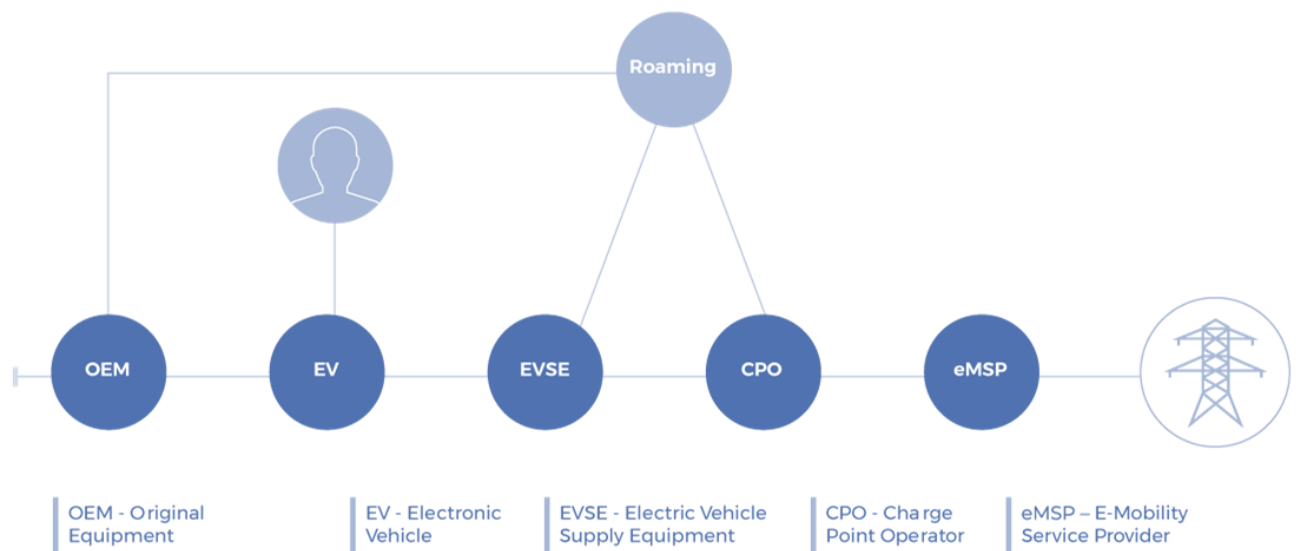 Roaming
OEM
EV
EVSE
CPO
eMSP
OEM - Original
Equipment
EV - Electronic
Vehicle
EVSE - Electric Vehicle
Supply Equipment
CPO - Charge
Point Operator
eMSP – E-Mobility
Service Provider